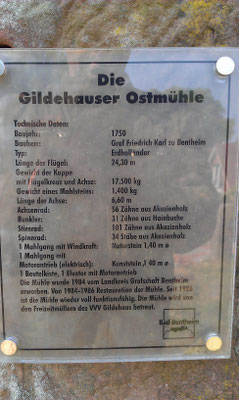 Die
Gildehauser Ostmühle
Technische Daten:
Baujahr: 1750
Bauherr: Graf Friedrich Karl zu Bentheim
Typ: Erdholländer
Länge der Flügel: 24,30 m
Gewicht der Kappe
mit Flügelkreuz und Achse: 17.500 kg
Gewicht eines Mahlsteins: 1.400 kg
Länge der Achse: 6,60 m
Achsenrad: 56 Zähne aus Akazienholz
Bunkler: 31 Zähne aus Hainbuche
Stirnrad: 101 Zähne aus Akazienholz
Spinnrad: 34 Stäbe aus Akazienholz
1 Mahlgang mit Windkraft: Naturstein 1,40 m ø
1 Mahlgang mit
Motorantrieb (elektrisch): Kunststein,1 40 m ø
1 Beutelkiste, 1 Elevator mit Motorantrieb
Die Mühle wurde 1984 vom Landkreis Grafschaft Bentheim
erworben. Von 1984-1986 Restauration der Mühle. Seit 1986
ist die Mühle wieder voll funktionsfähig. Die Mühle wird von
den Freizeitmüllern des VVV Gildehaus betreut.
Bad Bentheim